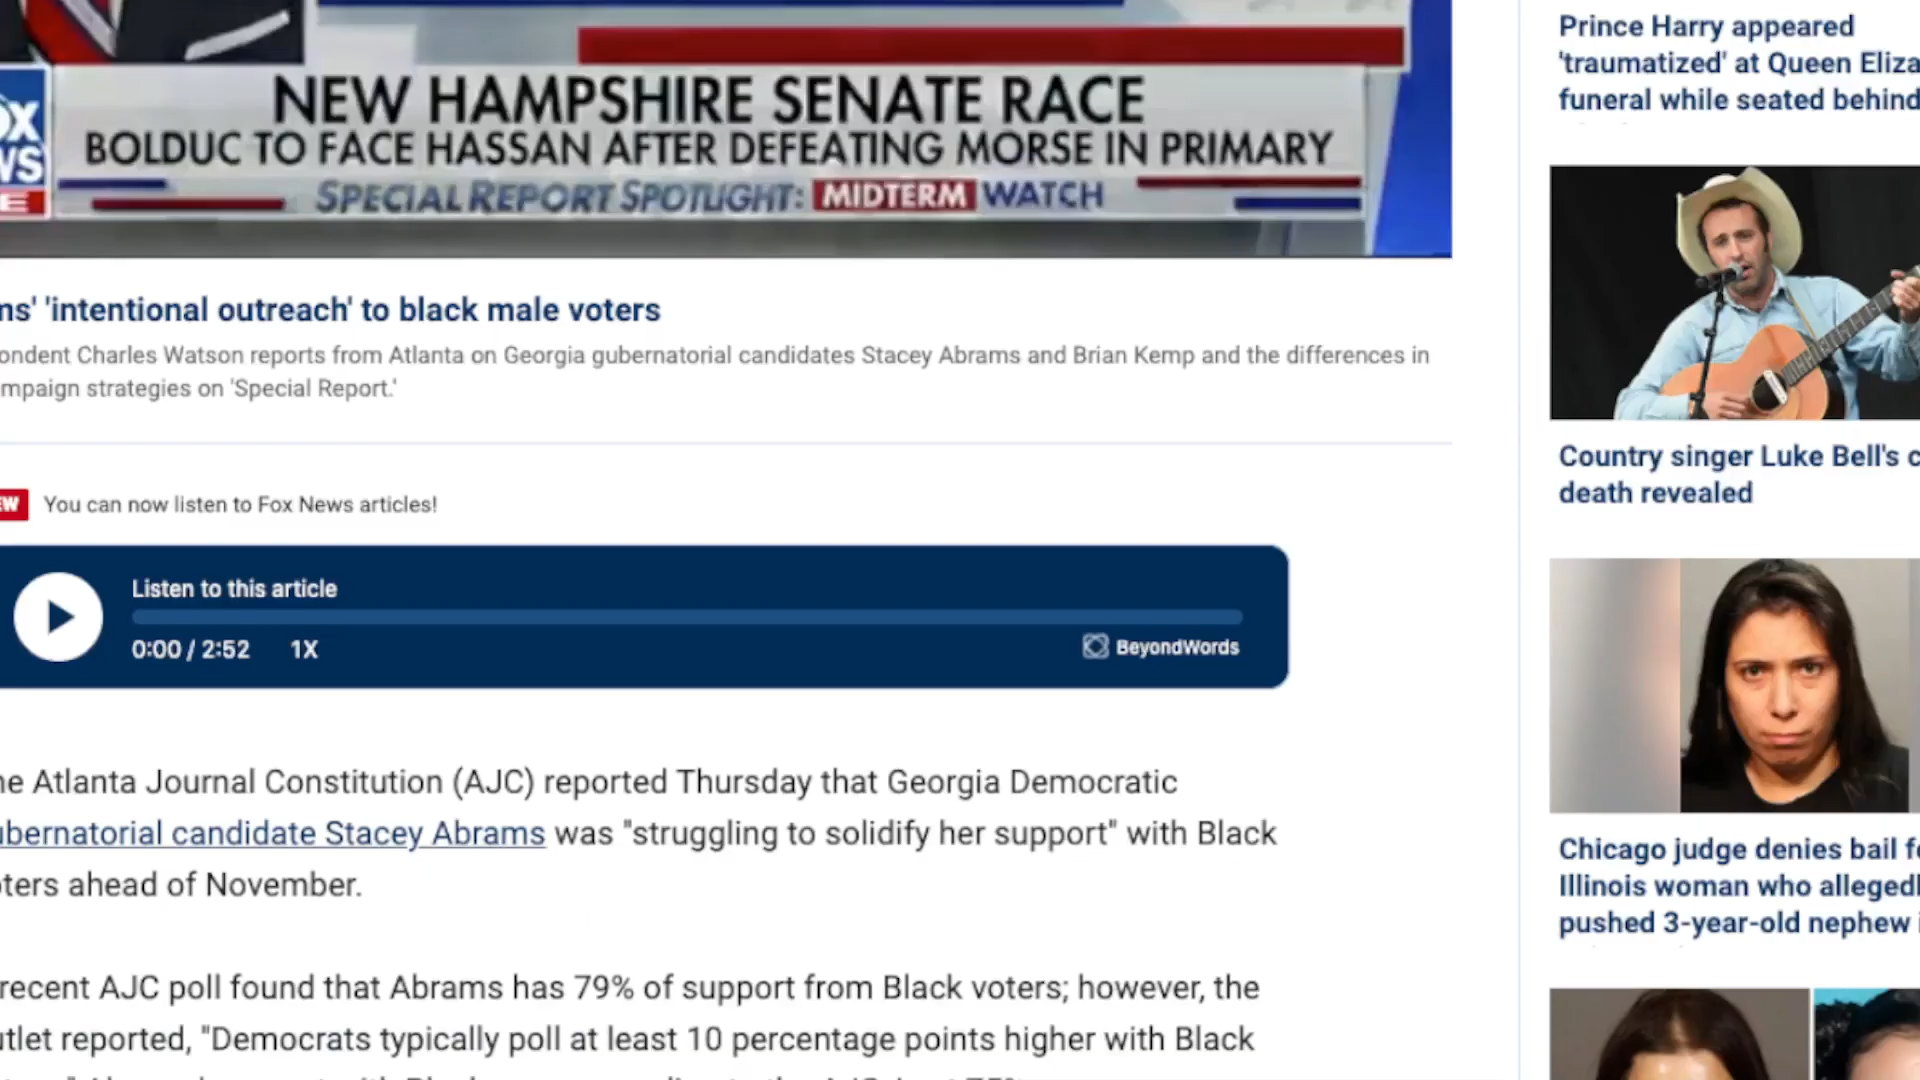 NEW HAMPSHIRE SENATE RACE
BOLDUC TO FACE HASSAN AFTER DEFEATING MORSE IN PRIMARY
SPECIAL REPORT SPOTLIGHT: MIDTERM WATCH
OX
WS
E
ms' 'intentional outreach' to black male voters
ondent Charles Watson reports from Atlanta on Georgia gubernatorial candidates Stacey Abrams and Brian Kemp and the differences in
mpaign strategies on 'Special Report.'
EW You can now listen to Fox News articles!
Listen to this article
0:00 / 2:52 1X
BeyondWords
he Atlanta Journal Constitution (AJC) reported Thursday that Georgia Democratic
ubernatorial candidate Stacey Abrams was "struggling to solidify her support" with Black
oters ahead of November.
recent AJC poll found that Abrams has 79% of support from Black voters; however, the
utlet reported, "Democrats typically poll at least 10 percentage points higher with Black
Prince Harry appeared
'traumatized' at Queen Eliza
funeral while seated behind
Country singer Luke Bell's c
death revealed
Chicago judge denies bail f
Illinois woman who allegedl
pushed 3-year-old nephew i